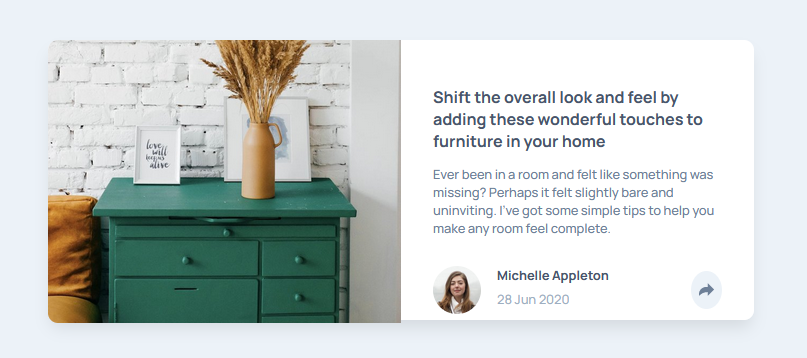 love
will
leave
alive
Shift the overall look and feel by
adding these wonderful touches to
furniture in your home
Ever been in a room and felt like something was
missing? Perhaps it felt slightly bare and
uninviting. I've got some simple tips to help you
make any room feel complete.
Michelle Appleton
28 Jun 2020